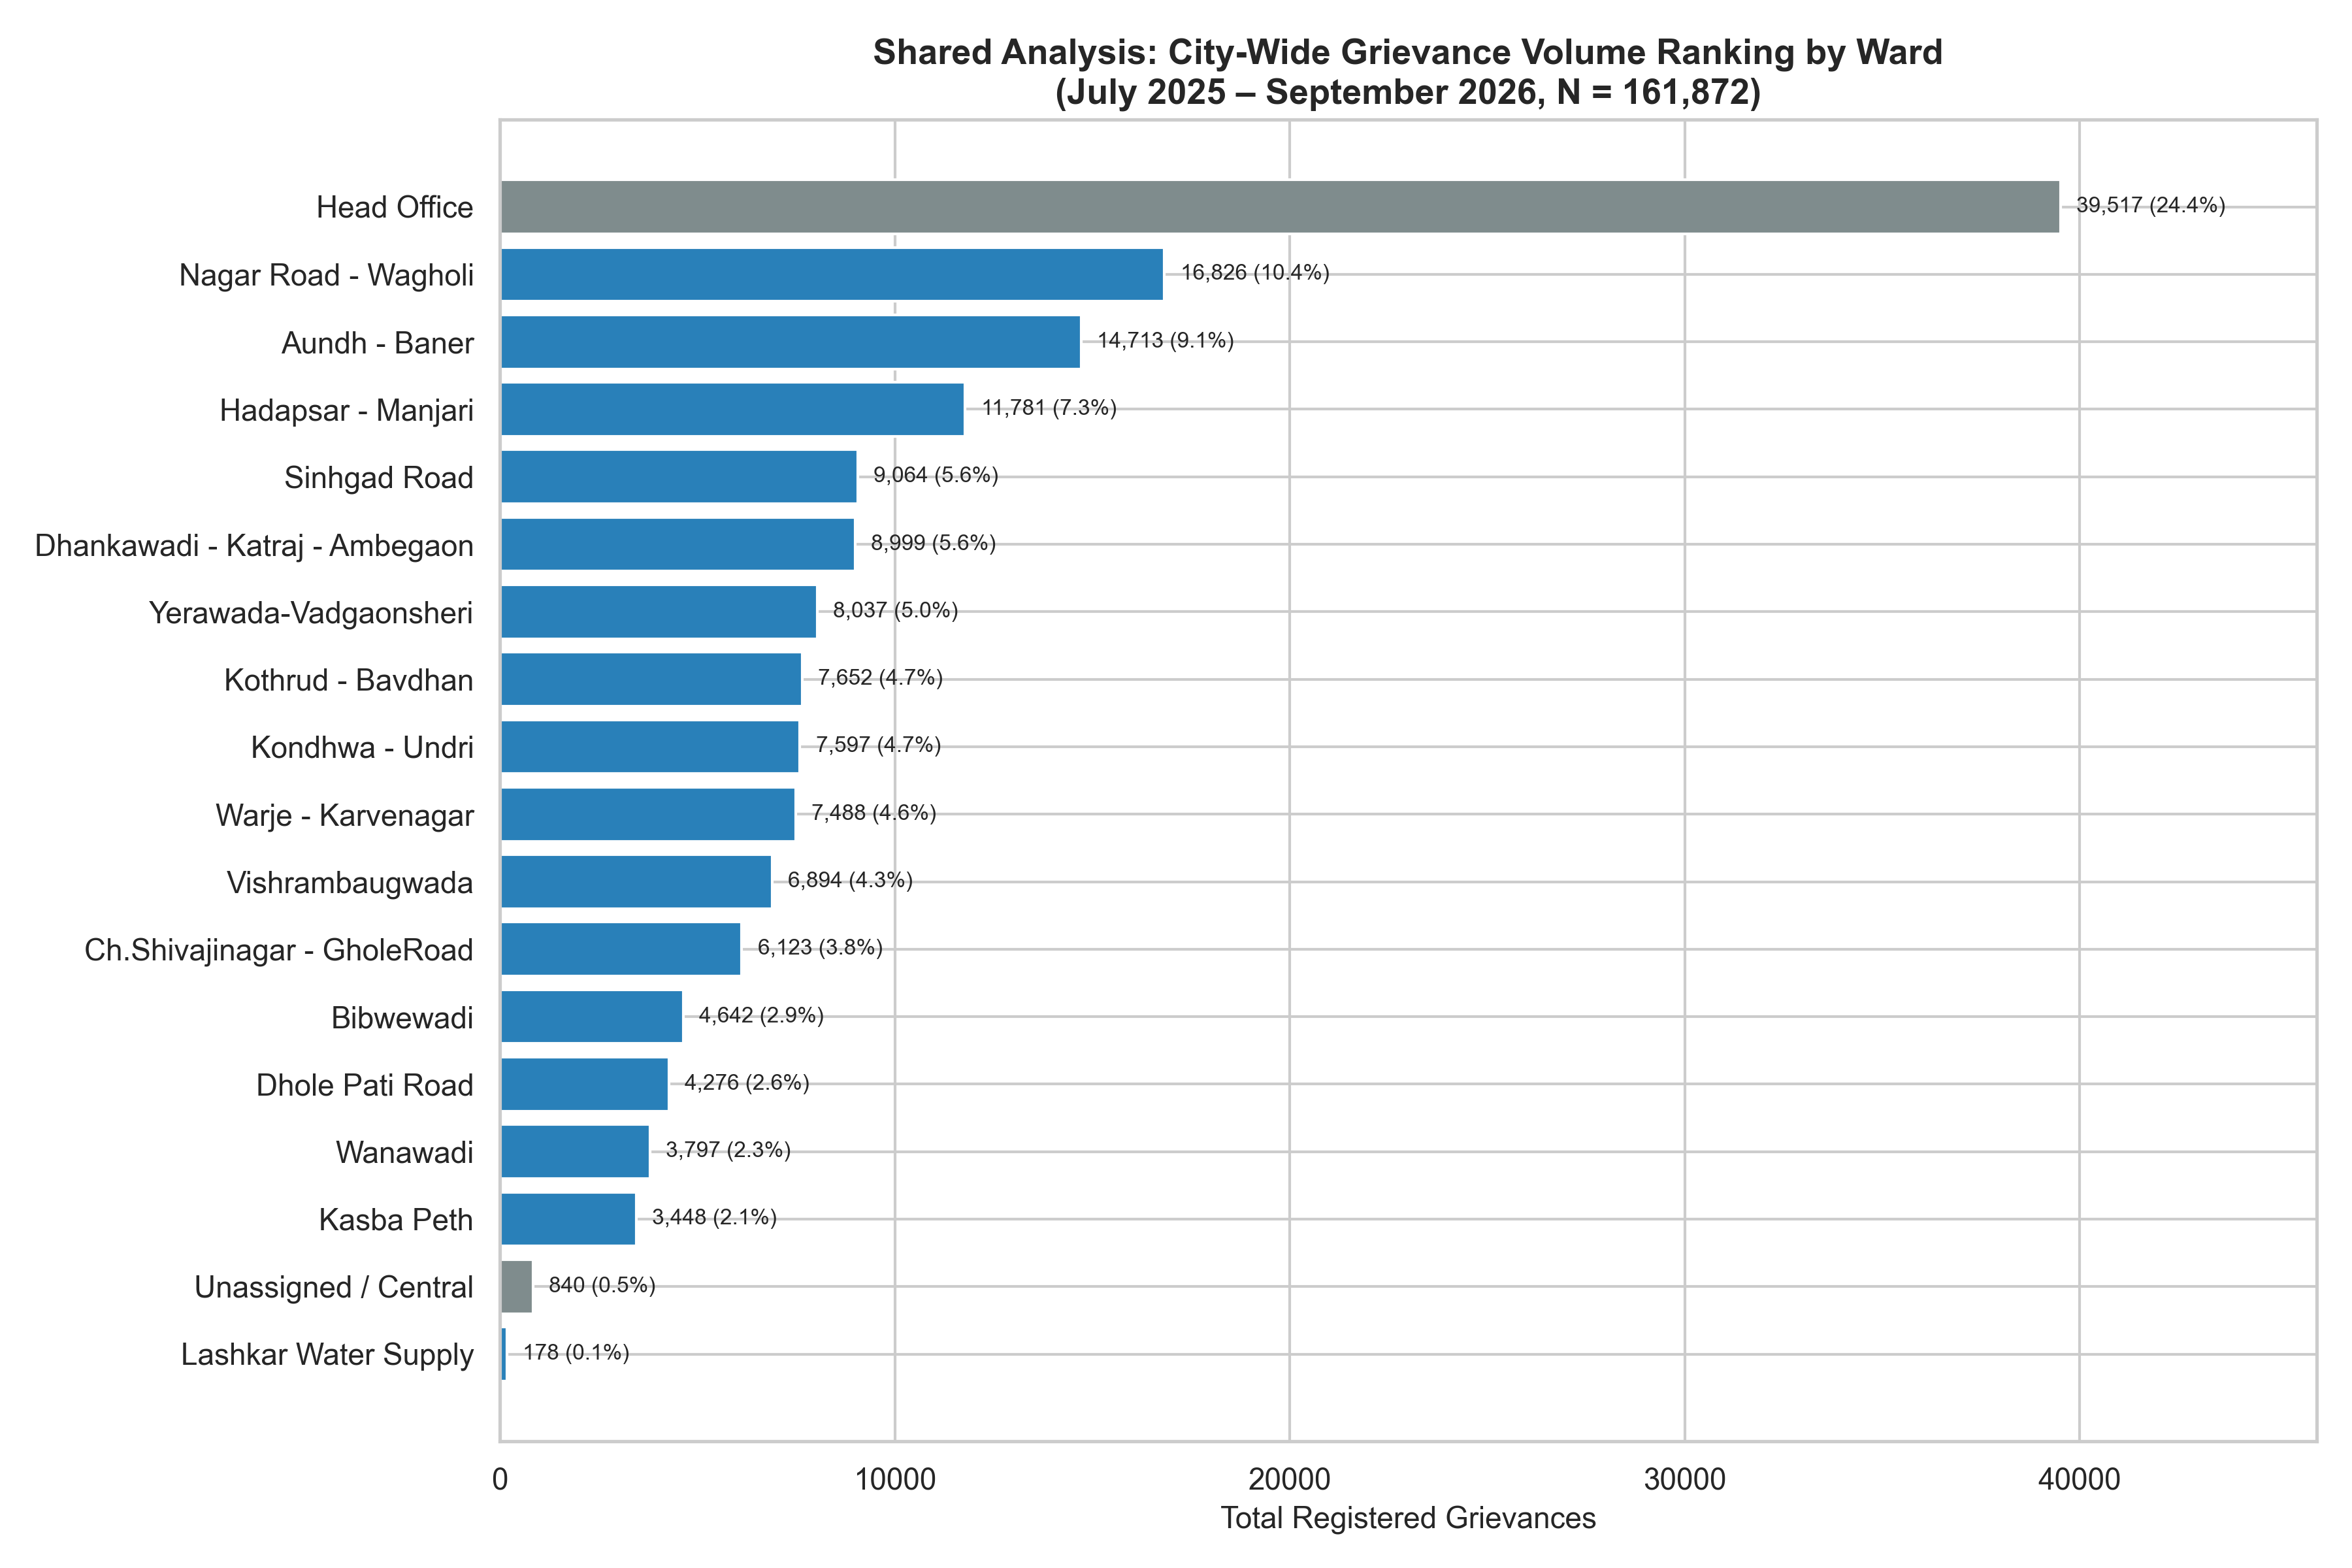 Shared Analysis: City-Wide Grievance Volume Ranking by Ward
(July 2025 – September 2026, N = 161,872)
Head Office 39,517 (24.4%)
Nagar Road - Wagholi 16,826 (10.4%)
Aundh - Baner 14,713 (9.1%)
Hadapsar - Manjari 11,781 (7.3%)
Sinhgad Road 9,064 (5.6%)
Dhankawadi - Katraj - Ambegaon 8,999 (5.6%)
Yerawada-Vadgaonsheri 8,037 (5.0%)
Kothrud - Bavdhan 7,652 (4.7%)
Kondhwa - Undri 7,597 (4.7%)
Warje - Karvenagar 7,488 (4.6%)
Vishrambaugwada 6,894 (4.3%)
Ch.Shivajinagar - GholeRoad 6,123 (3.8%)
Bibwewadi 4,642 (2.9%)
Dhole Pati Road 4,276 (2.6%)
Wanawadi 3,797 (2.3%)
Kasba Peth 3,448 (2.1%)
Unassigned / Central 840 (0.5%)
Lashkar Water Supply 178 (0.1%)
0 10000 20000 30000 40000
Total Registered Grievances